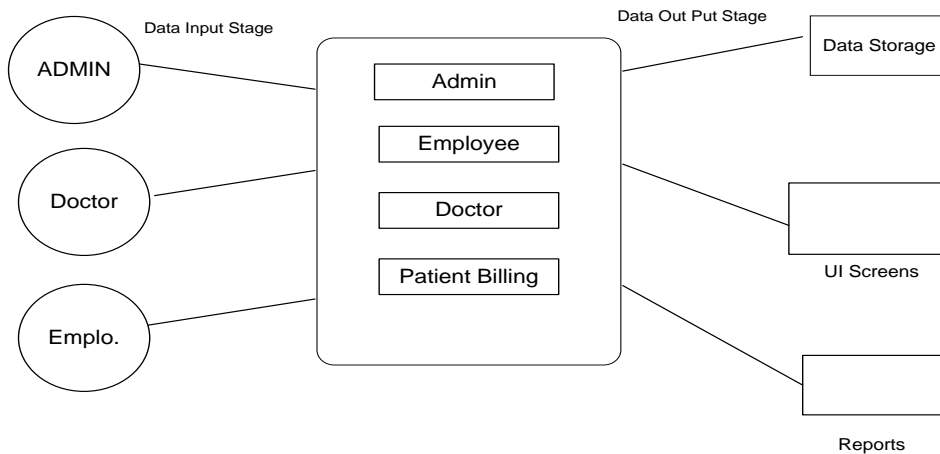 Data Input Stage
Data Out Put Stage
ADMIN
Doctor
Emplo.
Admin
Employee
Doctor
Patient Billing
Data Storage
UI Screens
Reports